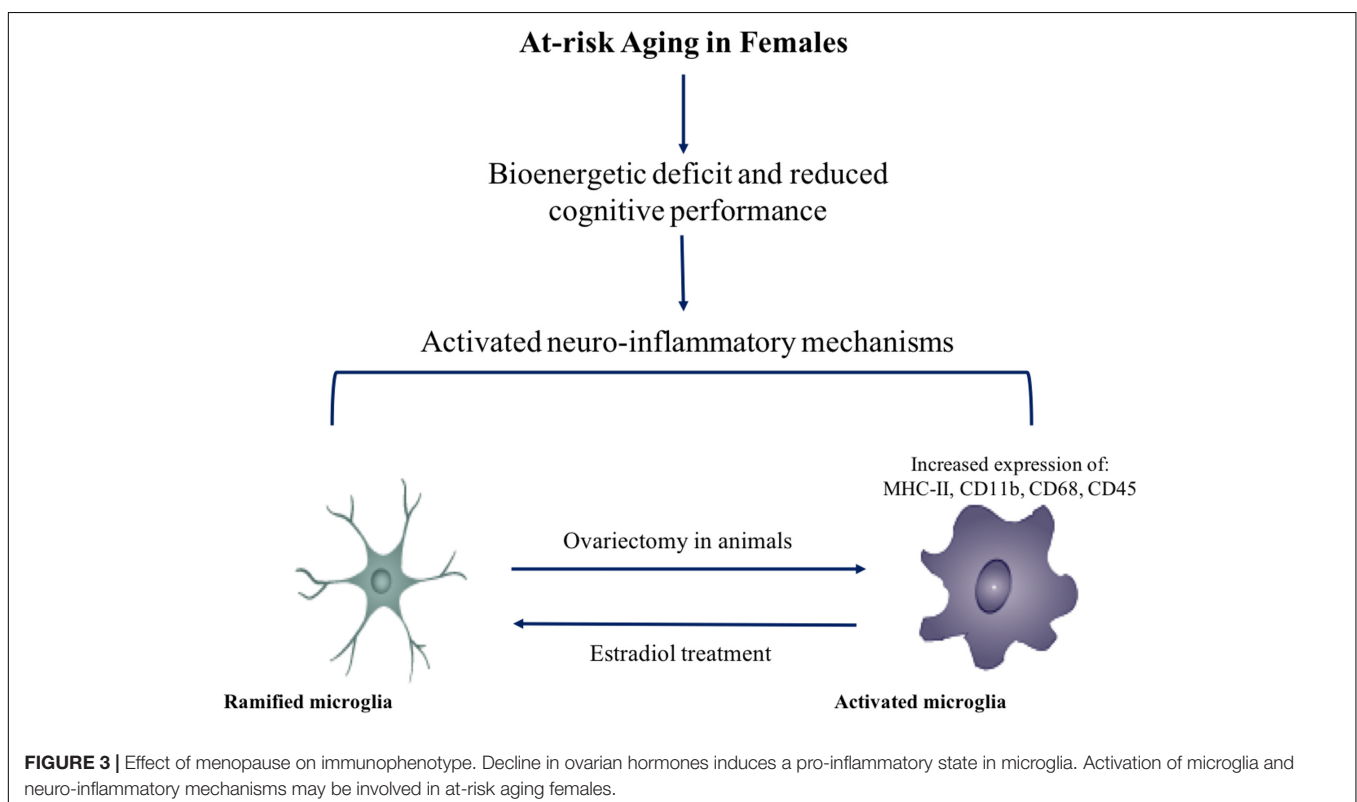 At-risk Aging in Females
Bioenergetic deficit and reduced
cognitive performance
Activated neuro-inflammatory mechanisms
Increased expression of:
MHC-II, CD11b, CD68, CD45
Ovariectomy in animals
Estradiol treatment
Ramified microglia
Activated microglia
FIGURE 3 | Effect of menopause on immunophenotype. Decline in ovarian hormones induces a pro-inflammatory state in microglia. Activation of microglia and
neuro-inflammatory mechanisms may be involved in at-risk aging females.